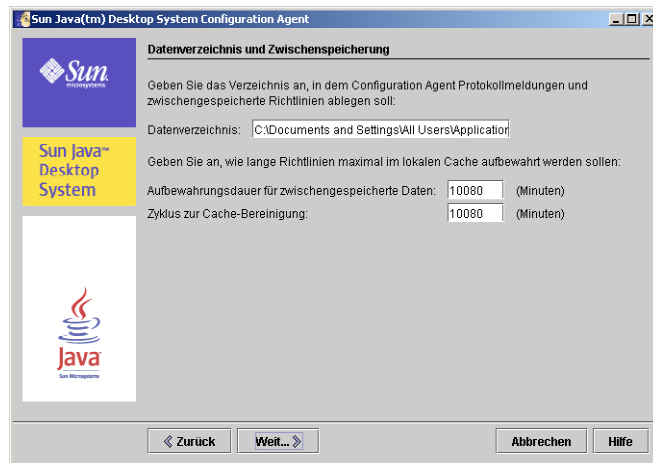 Sun Java(tm) Desktop System Configuration Agent
Sun
microsystems
Sun Java™
Desktop
System
Java
Sun Microsystems
Datenverzeichnis und Zwischenspeicherung
Geben Sie das Verzeichnis an, in dem Configuration Agent Protokollmeldungen und
zwischengespeicherte Richtlinien ablegen soll:
Datenverzeichnis: C:\Documents and Settings\All Users\Application
Geben Sie an, wie lange Richtlinien maximal im lokalen Cache aufbewahrt werden sollen:
Aufbewahrungsdauer für zwischengespeicherte Daten: 10080 (Minuten)
Zyklus zur Cache-Bereinigung: 10080 (Minuten)
Zurück Weit... Abbrechen Hilfe